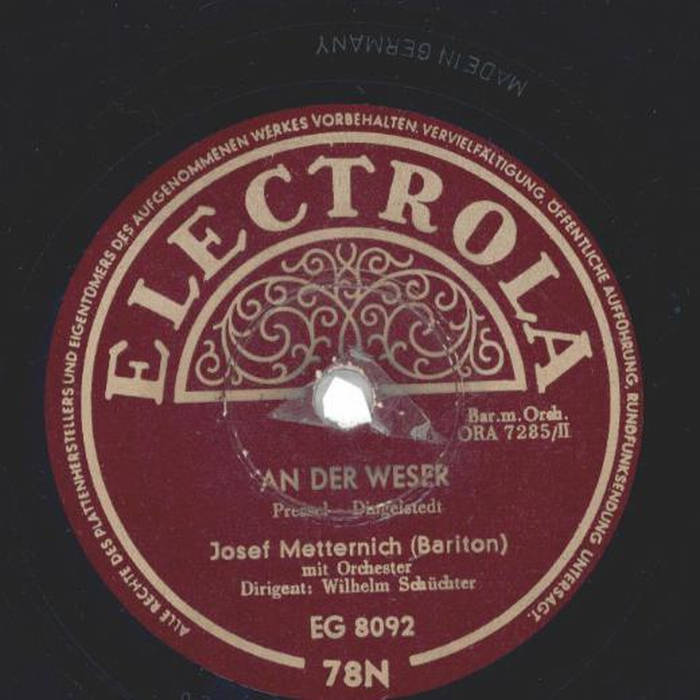 MADE IN GERMANY
ALLE RECHTE DES PLATTENHERSTELLERS UND EIGENTÜMERS DES AUFGENOMMENEN WERKES VORBEHALTEN. VERVIELFÄLTIGUNG, ÖFFENTLICHE AUFFÜHRUNG, RUNDFUNKSENDUNG UNTERSAGT.
ELECTROLA
Bar.m.Orch.
ORA 7285/II
AN DER WESER
Pressel Dingelstedt
Josef Metternich (Bariton)
mit Orchester
Dirigent: Wilhelm Schüchter
EG 8092
78N